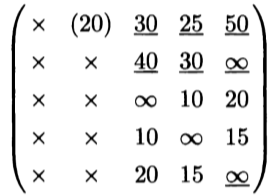 × (20) 30 25 50
× × 40 30 ∞
× × ∞ 10 20
× × 10 ∞ 15
× × 20 15 ∞